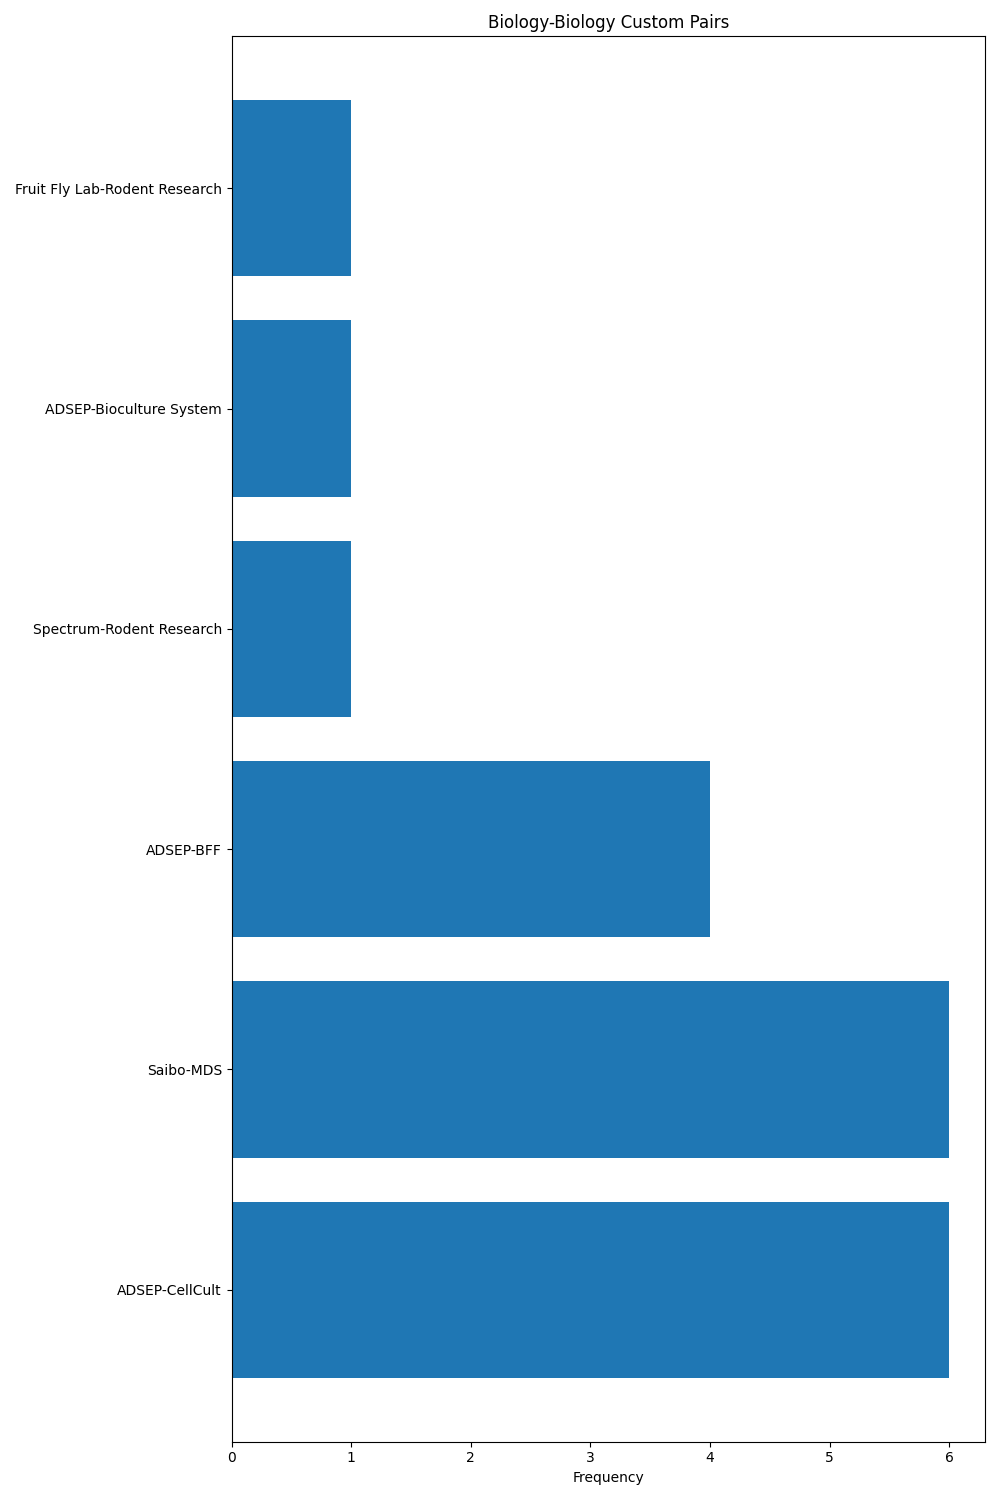 Biology-Biology Custom Pairs
Fruit Fly Lab-Rodent Research
ADSEP-Bioculture System
Spectrum-Rodent Research
ADSEP-BFF
Saibo-MDS
ADSEP-CellCult
0 1 2 3 4 5 6
Frequency